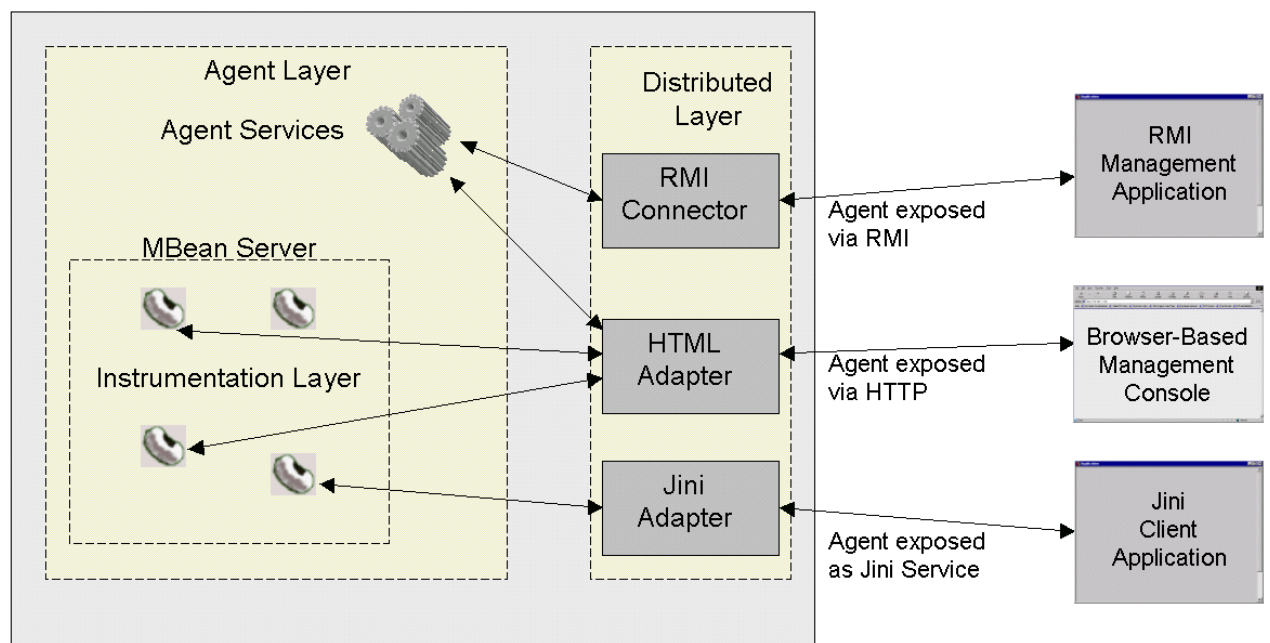 Agent Layer
Agent Services
MBean Server
Instrumentation Layer
Distributed
Layer
RMI
Connector
HTML
Adapter
Jini
Adapter
Agent exposed
via RMI
Agent exposed
via HTTP
Agent exposed
as Jini Service
RMI
Management
Application
Browser-Based
Management
Console
Jini
Client
Application